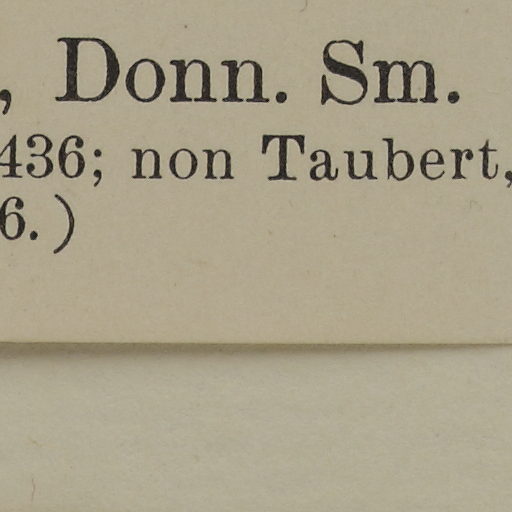 , Donn. Sm.
436; non Taubert,
6.)